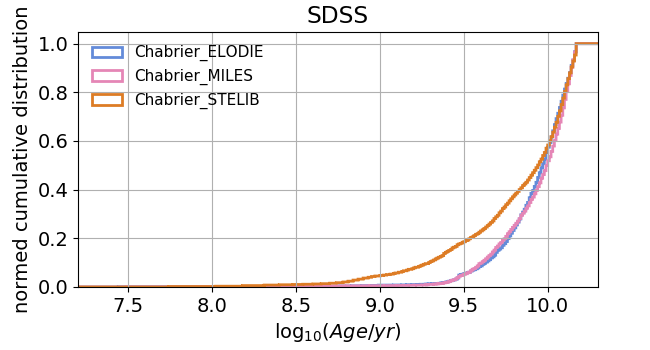 SDSS
normed cumulative distribution
1.0
0.8
0.6
0.4
0.2
0.0
Chabrier_ELODIE
Chabrier_MILES
Chabrier_STELIB
7.5 8.0 8.5 9.0 9.5 10.0
log₁₀(Age/yr)